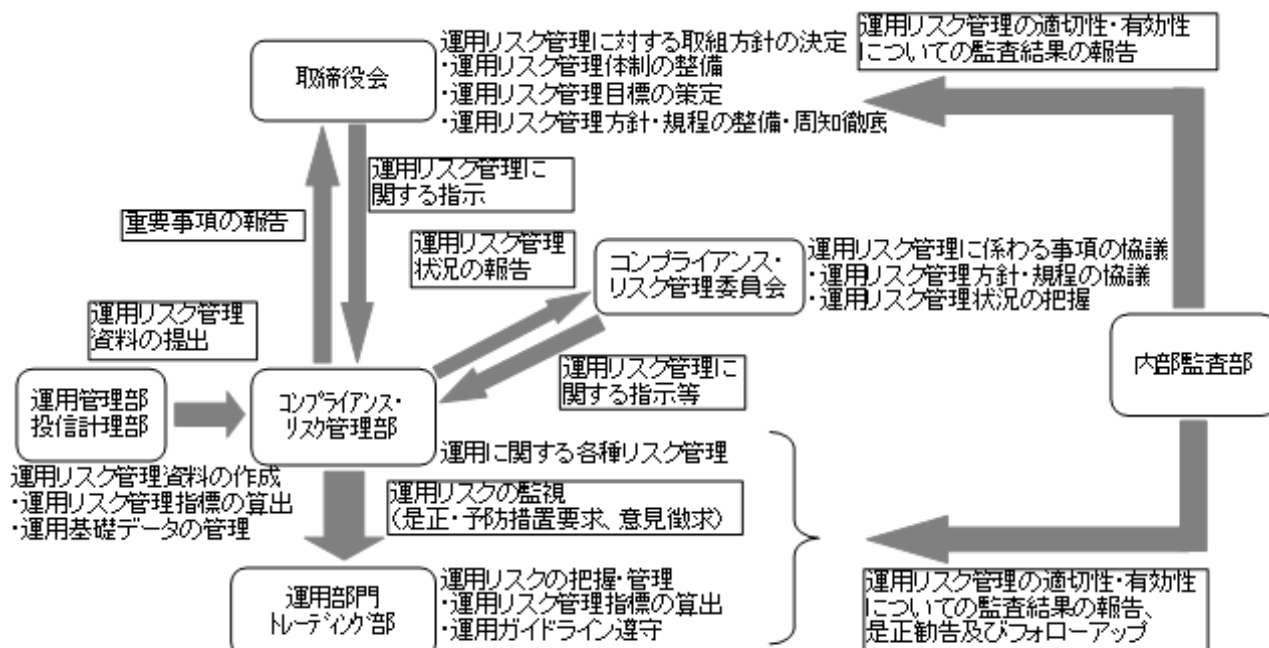 取締役会
運用リスク管理に対する取組方針の決定
・運用リスク管理体制の整備
・運用リスク管理目標の策定
・運用リスク管理方針・規程の整備・周知徹底
運用リスク管理の適切性・有効性
についての監査結果の報告
運用リスク管理に
関する指示
重要事項の報告
運用リスク管理
状況の報告
コンプライアンス・
リスク管理委員会
運用リスク管理に係わる事項の協議
・運用リスク管理方針・規程の協議
・運用リスク管理状況の把握
運用リスク管理
資料の提出
内部監査部
運用管理部
投信計理部
コンプライアンス・
リスク管理部
運用リスク管理に
関する指示等
運用に関する各種リスク管理
運用リスク管理資料の作成
・運用リスク管理指標の算出
・運用基礎データの管理
運用リスクの監視
(是正・予防措置要求、意見徴求)
運用部門
トレーディング部
運用リスクの把握・管理
・運用リスク管理指標の算出
・運用ガイドライン遵守
運用リスク管理の適切性・有効性
についての監査結果の報告、
是正勧告及びフォローアップ